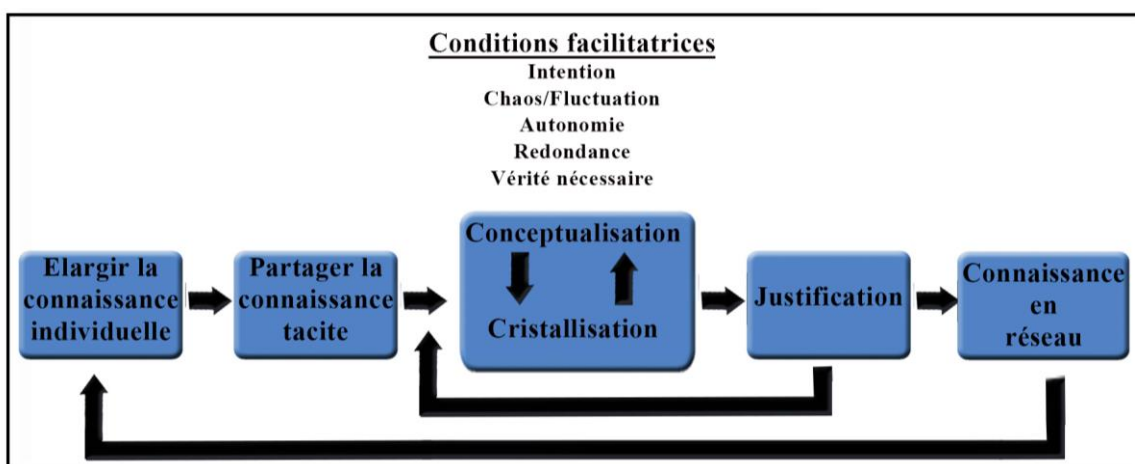 Conditions facilitatrices
Intention
Chaos/Fluctuation
Autonomie
Redondance
Vérité nécessaire
Elargir la
connaissance
individuelle
Partager la
connaissance
tacite
Conceptualisation
Cristallisation
Justification
Connaissance
en
réseau